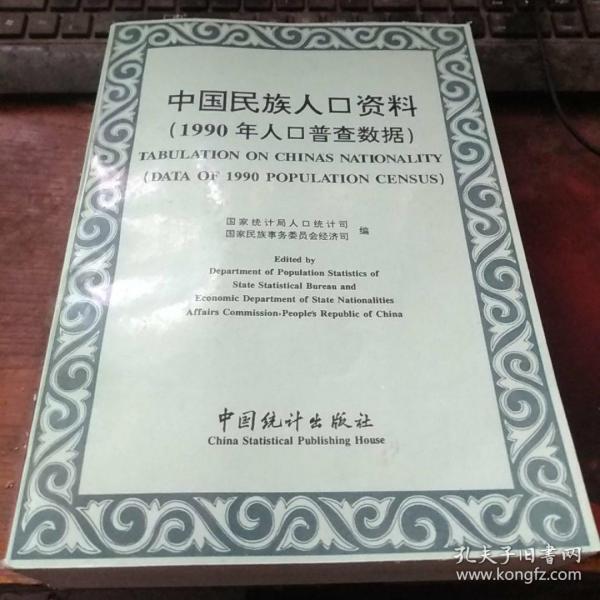 中国民族人口资料
(1990 年人口普查数据)
TABULATION ON CHINAS NATIONALITY
(DATA OF 1990 POPULATION CENSUS)
国家统计局人口统计司
国家民族事务委员会经济司 编
Edited by
Department of Population Statistics of
State Statistical Bureau and
Economic Department of State Nationalities
Affairs Commission-People's Republic of China
中国统计出版社
China Statistical Publishing House
孔夫子旧书网
www.kongfz.com